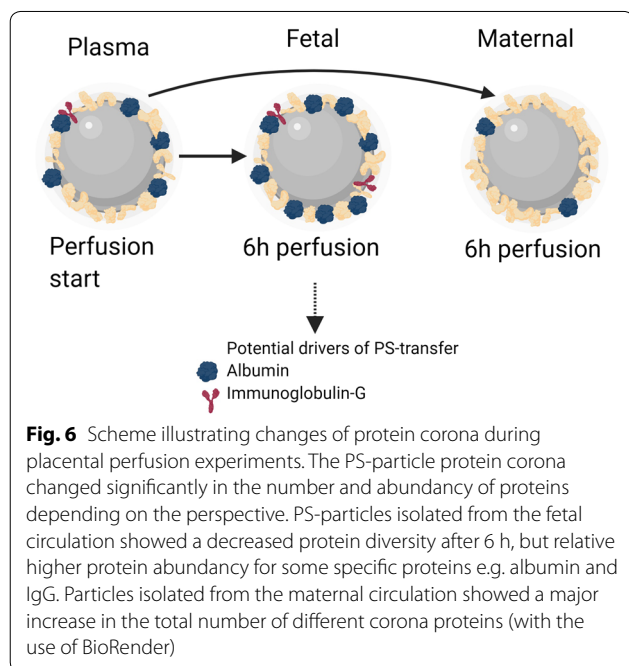 Plasma
Fetal
Maternal
Perfusion
start
6h perfusion
6h perfusion
Potential drivers of PS-transfer
Albumin
Immunoglobulin-G
Fig. 6 Scheme illustrating changes of protein corona during
placental perfusion experiments. The PS-particle protein corona
changed significantly in the number and abundancy of proteins
depending on the perspective. PS-particles isolated from the fetal
circulation showed a decreased protein diversity after 6 h, but relative
higher protein abundancy for some specific proteins e.g. albumin and
IgG. Particles isolated from the maternal circulation showed a major
increase in the total number of different corona proteins (with the
use of BioRender)